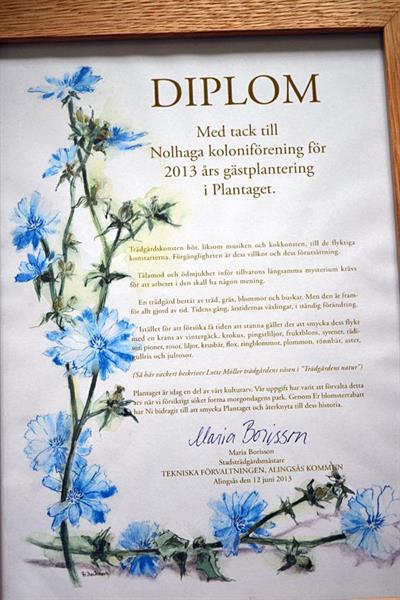 DIPLOM
Med tack till
Nolhaga koloniförening för
2013 års gästplantering
i Plantaget.
Trädgårdskonsten hör, liksom musiken och kokkonsten, till de flyktiga
konstarterna. Förgängligheten är dess villkor och dess förutsättning.
Tålamod och ödmjukhet inför tillvarons långsamma mysterium krävs
för att arbetet i den skall ha någon mening.
En trädgård består av träd, gräs, blommor och buskar. Men den är fram-
för allt gjord av tid. Tidens gång, årstidernas växlingar, i ständig förändring.
Istället för att försöka få tiden att stanna gäller det att smycka dess flykt
med en krans av vintergäck, krokus, pingstliljor, fruktblom, syrener, rådi-
son pioner, rosor, liljor, krusbär, flox, ringblommor, plommon, rönnbär, aster,
gullris och julrosor.
(Så här vackert beskriver Lotte Möller trädgårdens väsen i "Trädgårdens natur")
Plantaget är idag en del av vårt kulturarv. Vår uppgift har varit att förvalta detta
arv när vi försiktigt söker forma morgondagens park. Genom Er blomsterrabatt
har Ni bidragit till att smycka Plantaget och återknyta till dess historia.
Maria Borisson
Maria Borisson
Stadsträdgårdsmästare
TEKNISKA FÖRVALTNINGEN, ALINGSÅS KOMMUN
Alingsås den 12 juni 2013